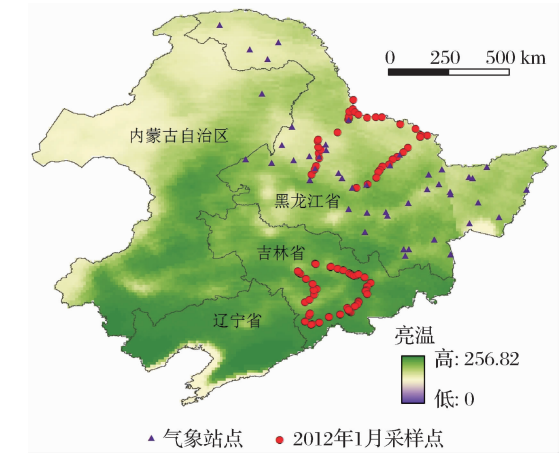 0 250 500 km
内蒙古自治区
黑龙江省
吉林省
辽宁省
亮温
高: 256.82
低: 0
气象站点 2012年1月采样点